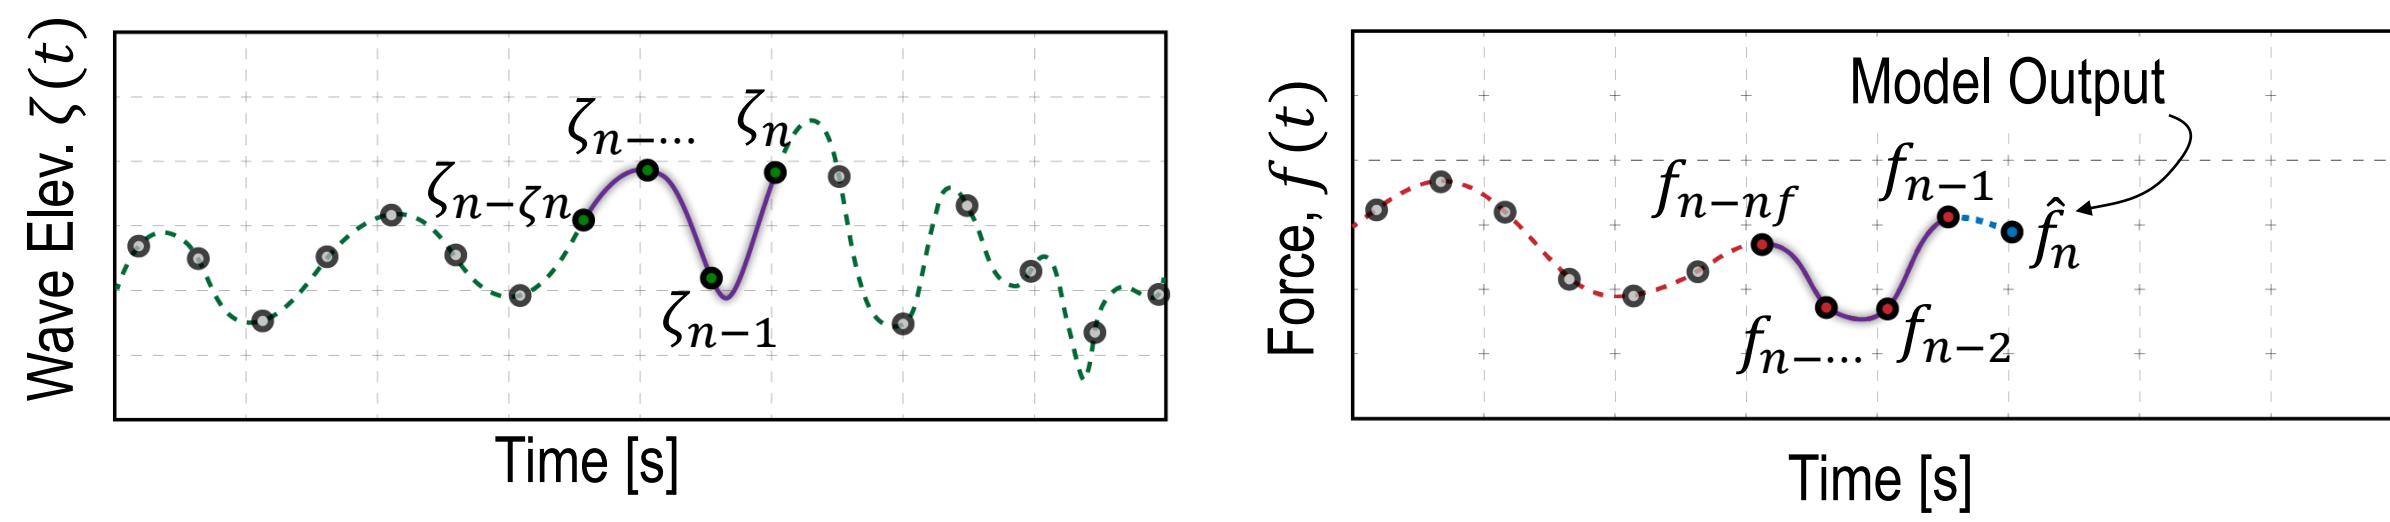 Wave Elev. ζ (t)
ζn−ζn
ζn−⋯
ζn−1
ζn
Time [s]
Force, f (t)
Model Output
fn−nf
fn−⋯
fn−2
fn−1
f̂n
Time [s]